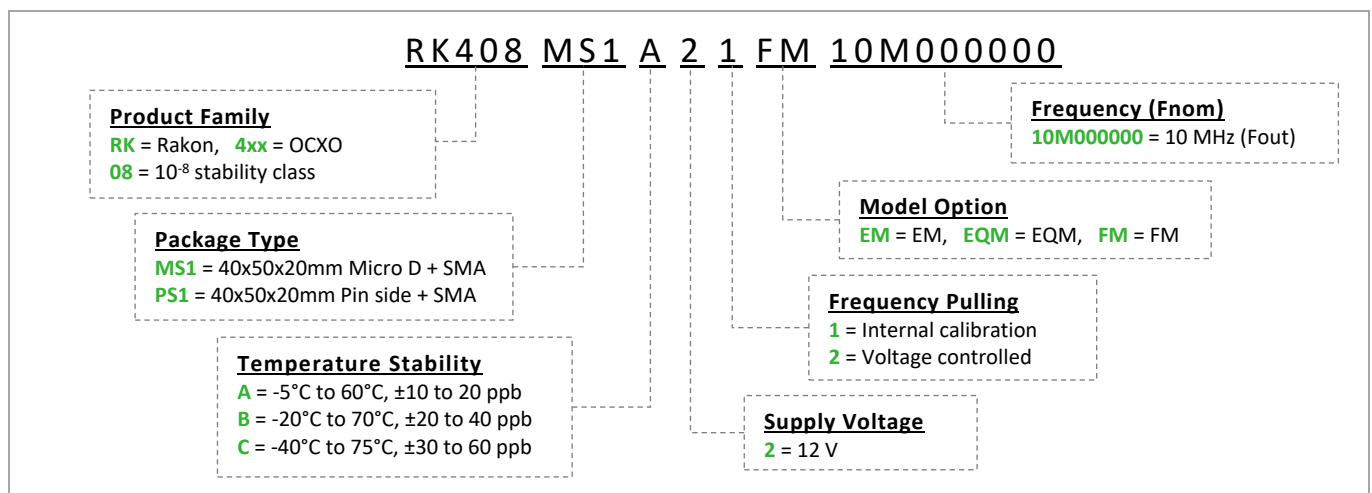 RK408 MS1 A 2 1 FM 10M000000
Product Family
RK = Rakon, 4xx = OCXO
08 = 10⁻⁸ stability class
Package Type
MS1 = 40x50x20mm Micro D + SMA
PS1 = 40x50x20mm Pin side + SMA
Temperature Stability
A = -5°C to 60°C, ±10 to 20 ppb
B = -20°C to 70°C, ±20 to 40 ppb
C = -40°C to 75°C, ±30 to 60 ppb
Frequency (Fnom)
10M000000 = 10 MHz (Fout)
Model Option
EM = EM, EQM = EQM, FM = FM
Frequency Pulling
1 = Internal calibration
2 = Voltage controlled
Supply Voltage
2 = 12 V